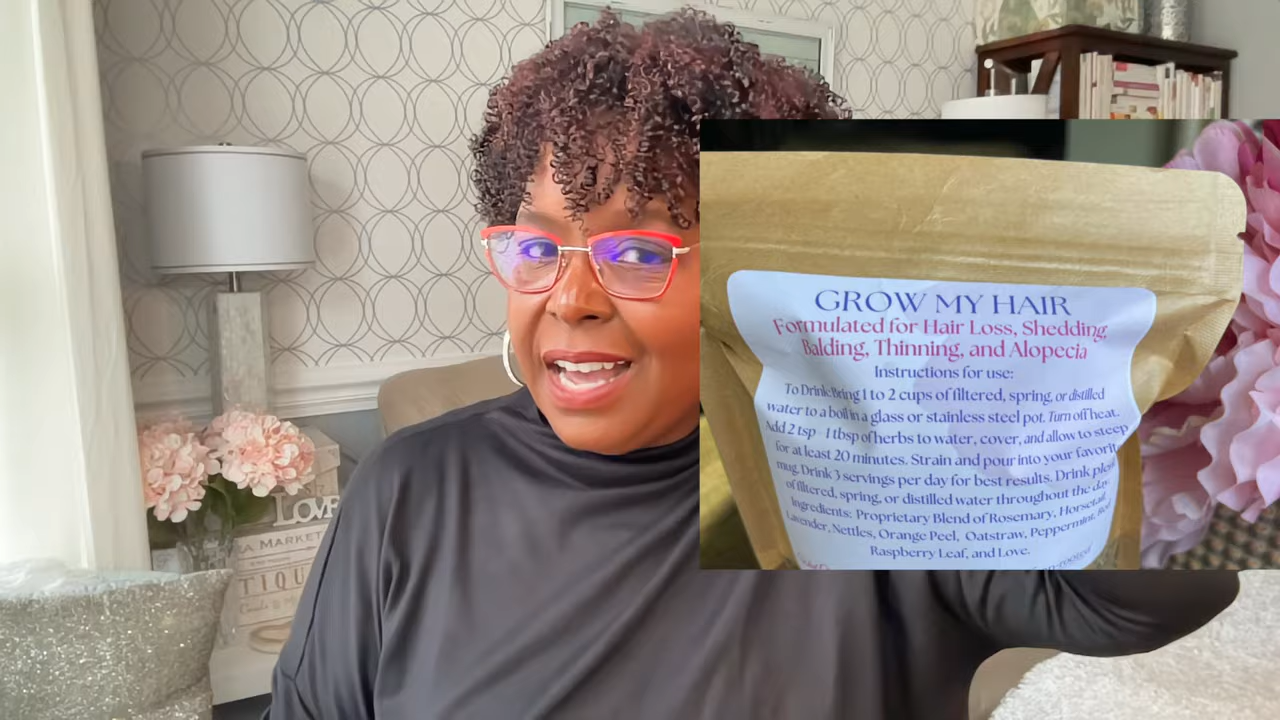 LOVE
A MARKET
TIQU
GROW MY HAIR
Formulated for Hair Loss, Shedding,
Balding, Thinning, and Alopecia
Instructions for use:
To Drink: Bring 1 to 2 cups of filtered, spring, or distilled
water to a boil in a glass or stainless steel pot. Turn off heat.
Add 2 tsp - 1 tbsp of herbs to water, cover, and allow to steep
for at least 20 minutes. Strain and pour into your favorit
mug. Drink 3 servings per day for best results. Drink
of filtered, spring, or distilled water throughout the
Ingredients: Proprietary Blend of Rosemary, Horsetail,
Lavender, Nettles, Orange Peel, Oatstraw, Peppermint,
Raspberry Leaf, and Love.